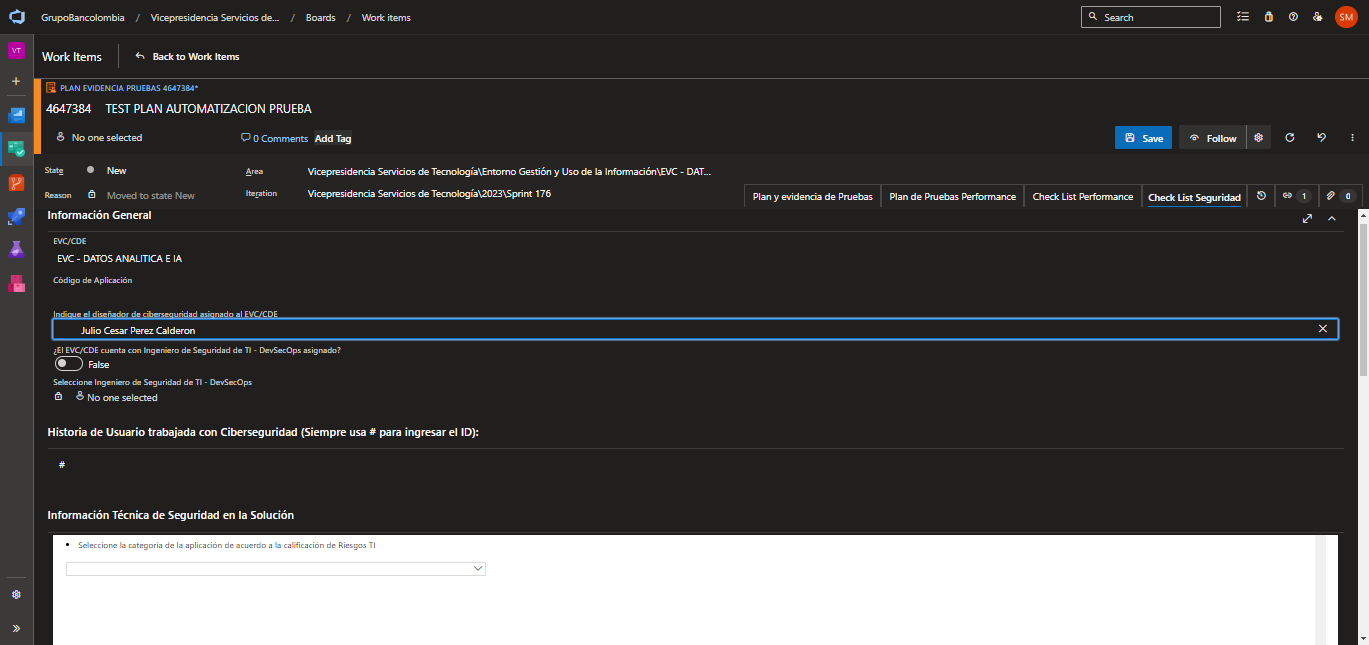 GrupoBancolombia / Vicepresidencia Servicios de... / Boards / Work items
Search
SM
VT
Work Items
Back to Work Items
PLAN EVIDENCIA PRUEBAS 4647384*
4647384 TEST PLAN AUTOMATIZACION PRUEBA
No one selected
0 Comments
Add Tag
Save
Follow
State New
Area Vicepresidencia Servicios de Tecnología\Entorno Gestión y Uso de la Información\EVC - DAT...
Reason Moved to state New
Iteration Vicepresidencia Servicios de Tecnología\2023\Sprint 176
Plan y evidencia de Pruebas
Plan de Pruebas Performance
Check List Performance
Check List Seguridad
1
0
Información General
EVC/CDE
EVC - DATOS ANALITICA E IA
Código de Aplicación
Indique el diseñador de ciberseguridad asignado al EVC/CDE
Julio Cesar Perez Calderon
¿El EVC/CDE cuenta con Ingeniero de Seguridad de TI - DevSecOps asignado?
False
Seleccione Ingeniero de Seguridad de TI - DevSecOps
No one selected
Historia de Usuario trabajada con Ciberseguridad (Siempre usa # para ingresar el ID):
#
Información Técnica de Seguridad en la Solución
• Seleccione la categoria de la aplicación de acuerdo a la calificación de Riesgos TI